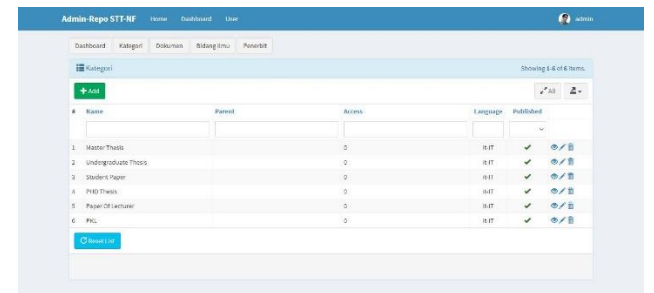 Admin-Repo STT-NF Home Dashboard User admin
Dashboard Kategori Dokumen Bidang Ilmu Penerbit
Kategori Showing 1-6 of 6 items.
Add All
# Name Parent Access Language Published
1 Master Thesis 0 it-IT
2 Undergraduate Thesis 0 it-IT
3 Student Paper 0 it-IT
4 PHD Thesis 0 it-IT
5 Paper Of Lecturer 0 it-IT
6 PKL 0 it-IT
Reset List